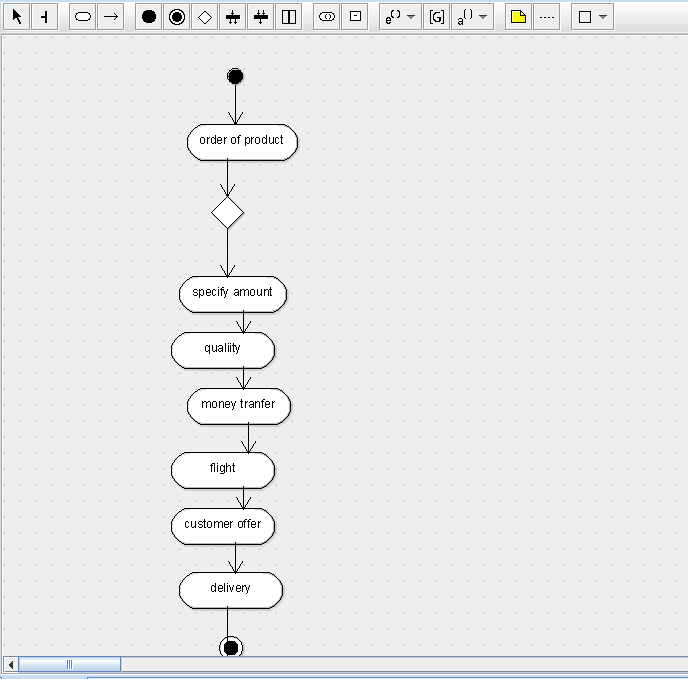 e()
[G]
a()
order of product
specify amount
qualiity
money tranfer
flight
customer offer
delivery